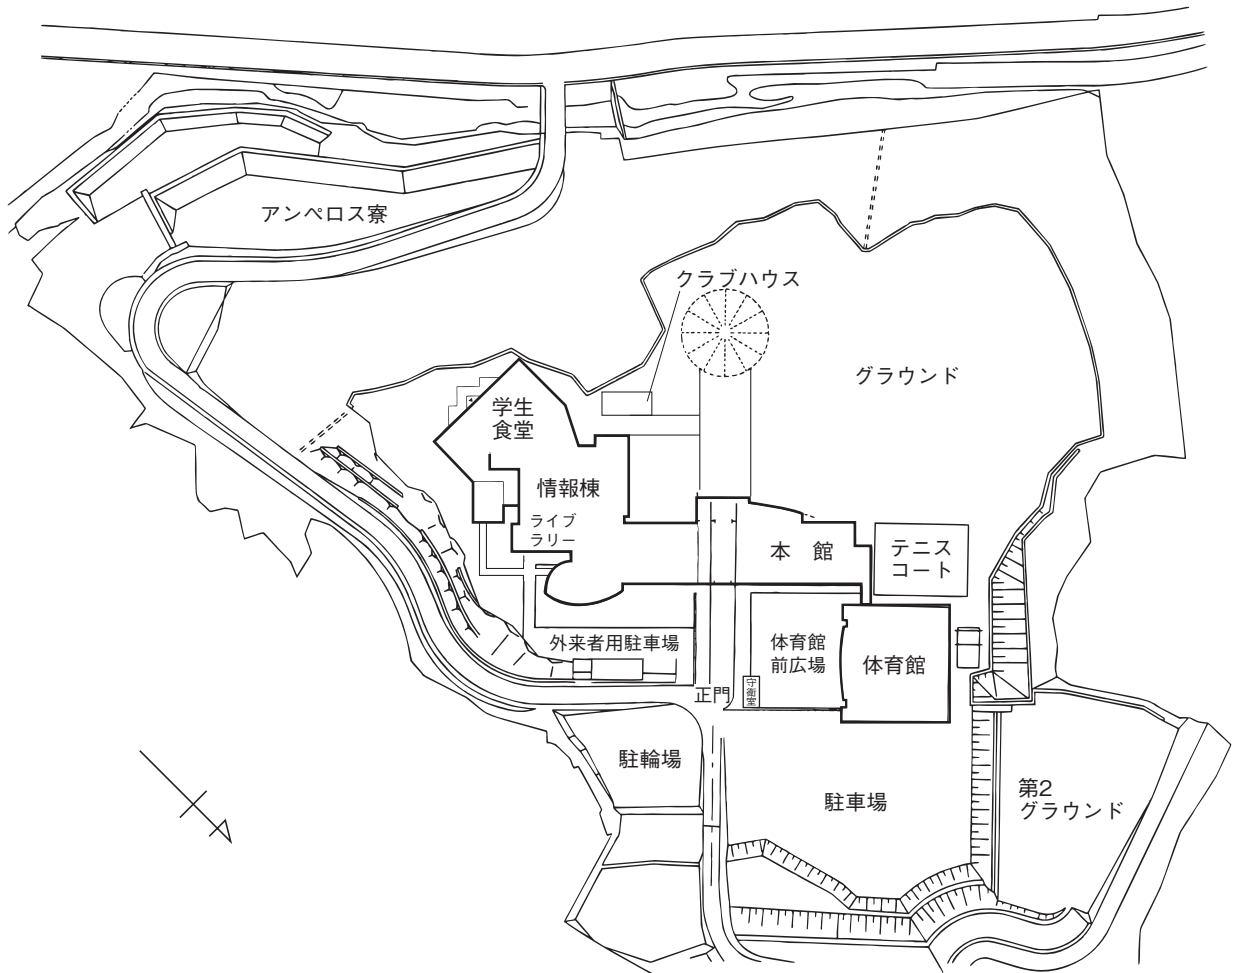 アンペロス寮
クラブハウス
グラウンド
学生
食堂
情報棟
ライブ
ラリー
本 館
テニス
コート
外来者用駐車場
体育館
前広場
体育館
守衛室
正門
駐輪場
駐車場
第2
グラウンド